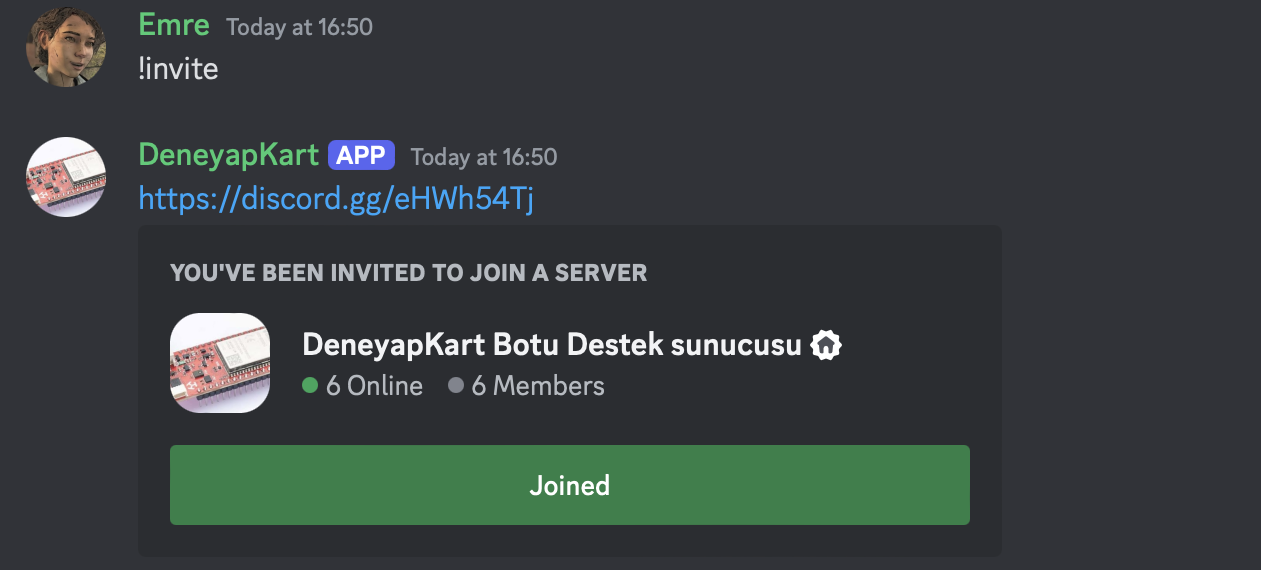 Emre Today at 16:50
!invite
DeneyapKart APP Today at 16:50
https://discord.gg/eHWh54Tj
YOU'VE BEEN INVITED TO JOIN A SERVER
DeneyapKart Botu Destek sunucusu
6 Online 6 Members
Joined